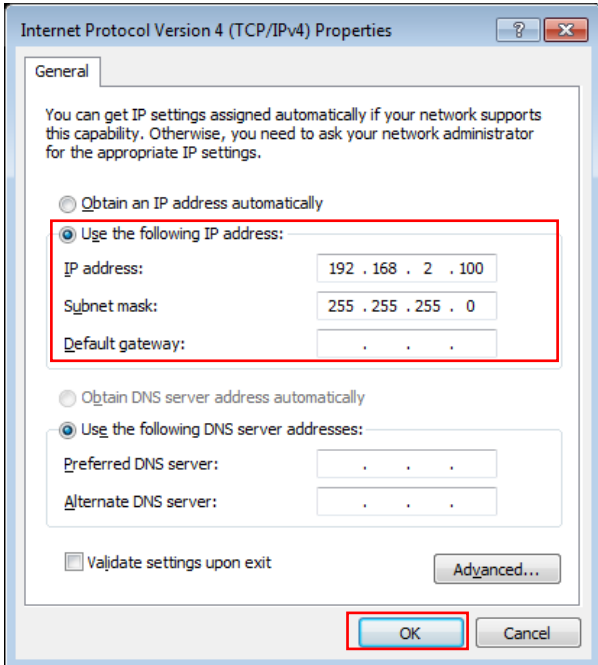 Internet Protocol Version 4 (TCP/IPv4) Properties
General
You can get IP settings assigned automatically if your network supports
this capability. Otherwise, you need to ask your network administrator
for the appropriate IP settings.
Obtain an IP address automatically
Use the following IP address:
IP address: 192 . 168 . 2 . 100
Subnet mask: 255 . 255 . 255 . 0
Default gateway: . . .
Obtain DNS server address automatically
Use the following DNS server addresses:
Preferred DNS server: . . .
Alternate DNS server: . . .
Validate settings upon exit
Advanced...
OK Cancel